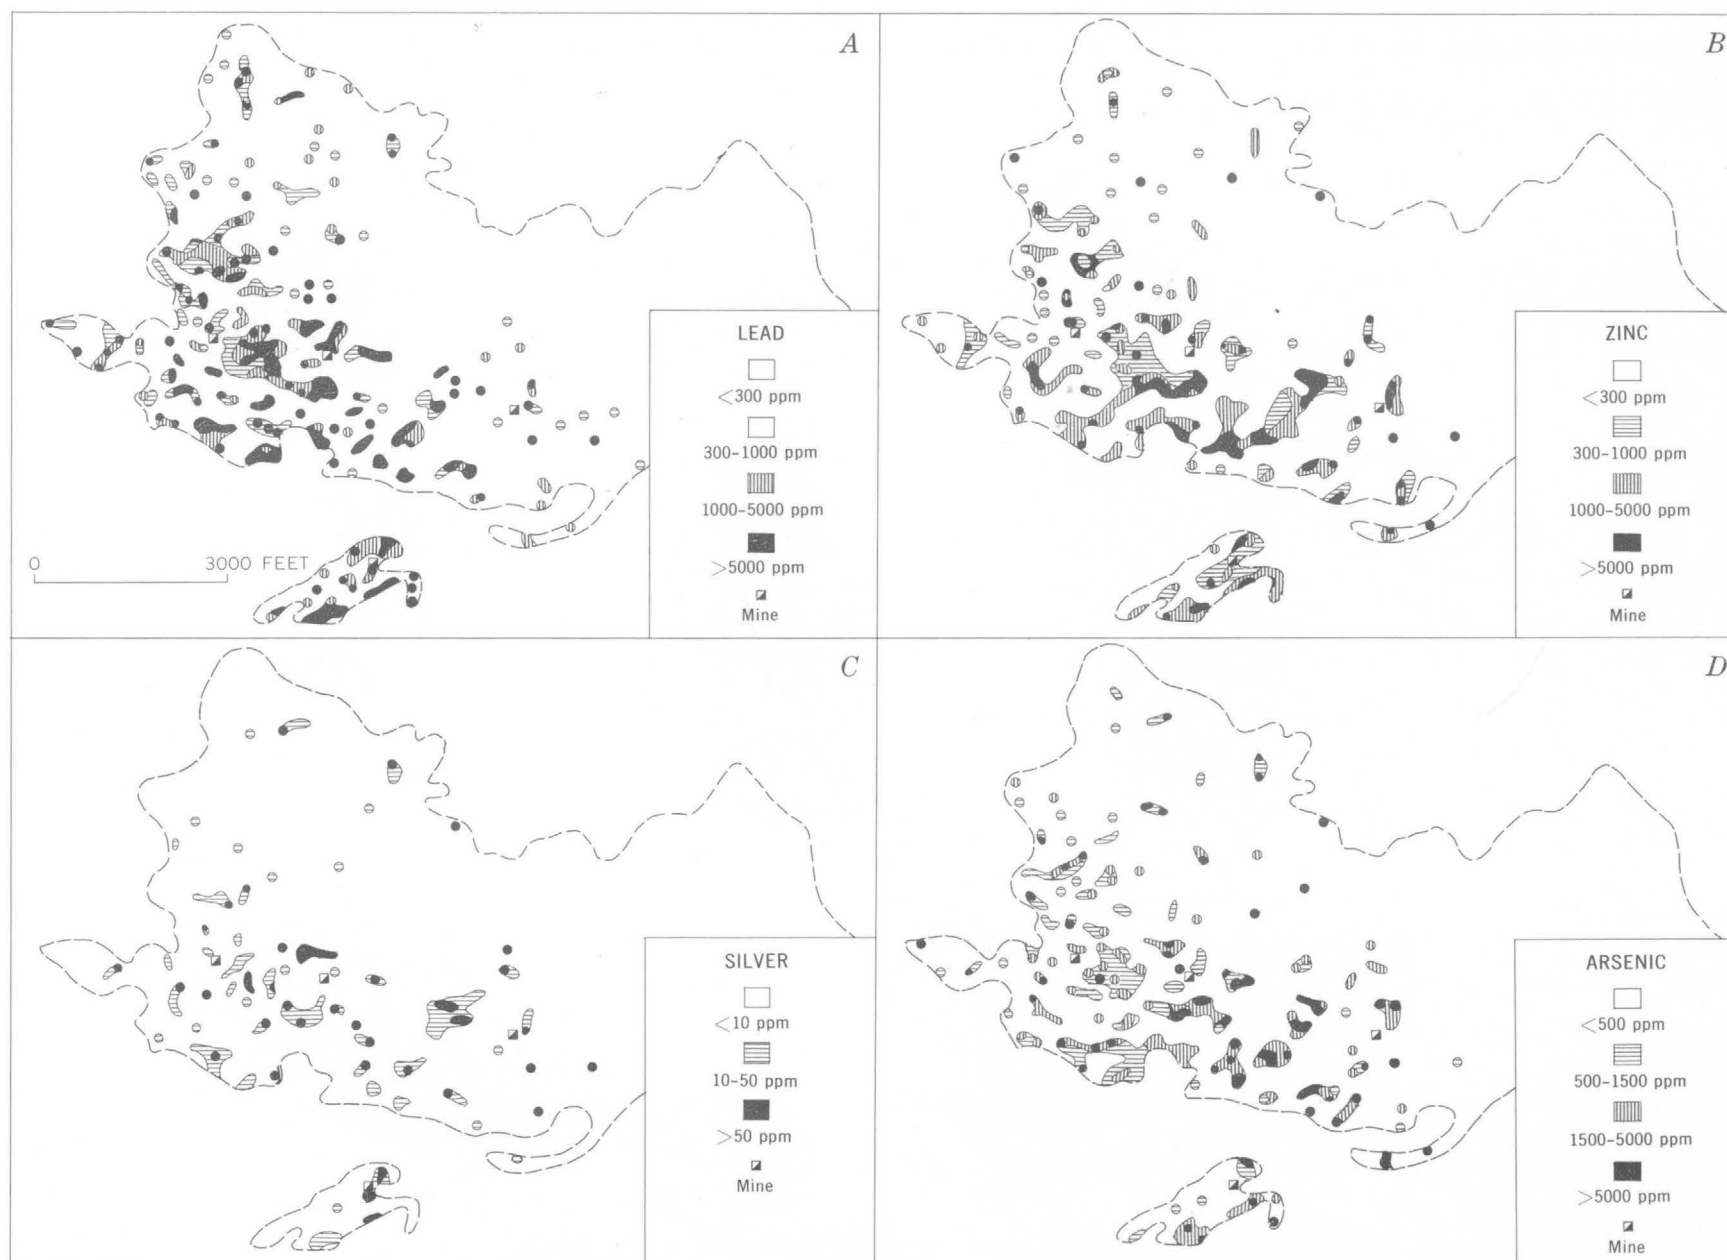 A
LEAD
<300 ppm
300-1000 ppm
1000-5000 ppm
>5000 ppm
Mine
0 3000 FEET
B
ZINC
<300 ppm
300-1000 ppm
1000-5000 ppm
>5000 ppm
Mine
C
SILVER
<10 ppm
10-50 ppm
>50 ppm
Mine
D
ARSENIC
<500 ppm
500-1500 ppm
1500-5000 ppm
>5000 ppm
Mine